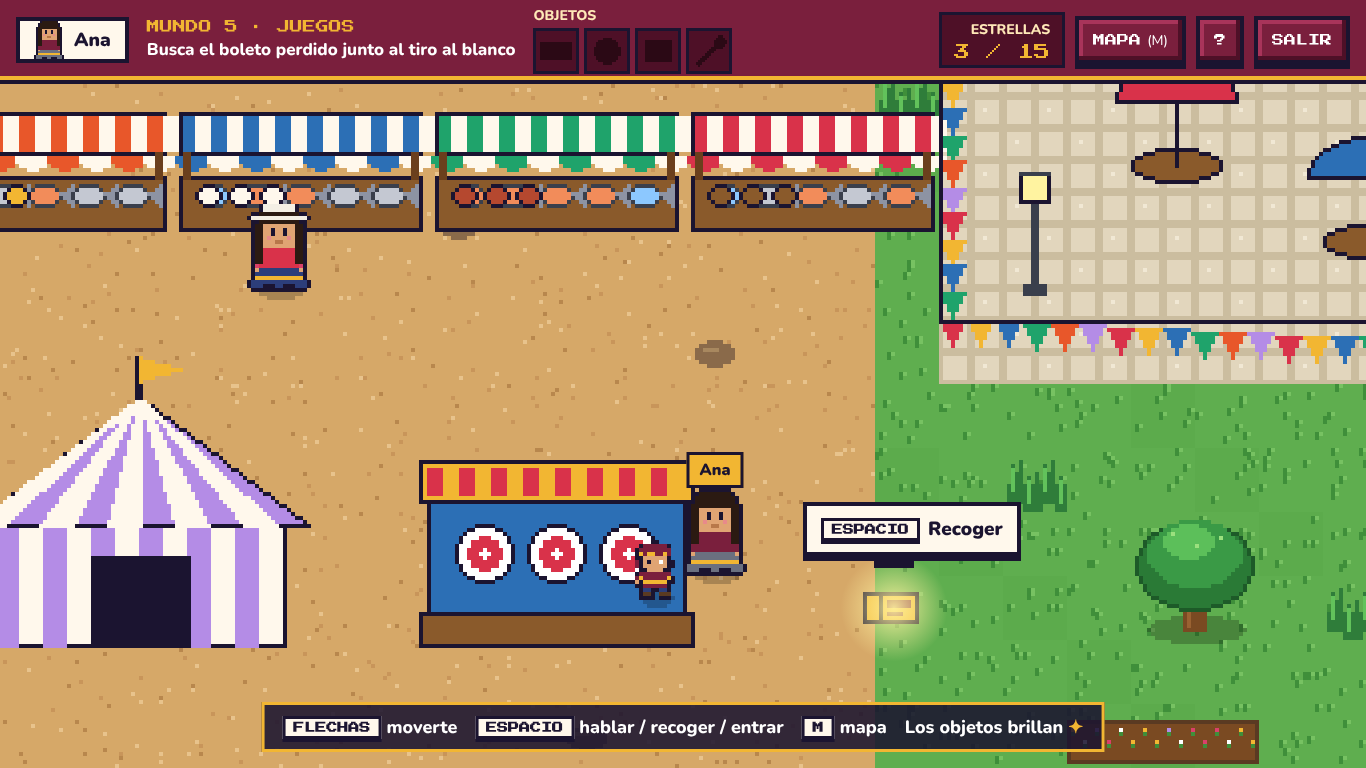 Ana
MUNDO 5 · JUEGOS
Busca el boleto perdido junto al tiro al blanco
OBJETOS
ESTRELLAS
3 / 15
MAPA (M)
?
SALIR
Ana
ESPACIO Recoger
FLECHAS moverte ESPACIO hablar / recoger / entrar M mapa Los objetos brillan ✦